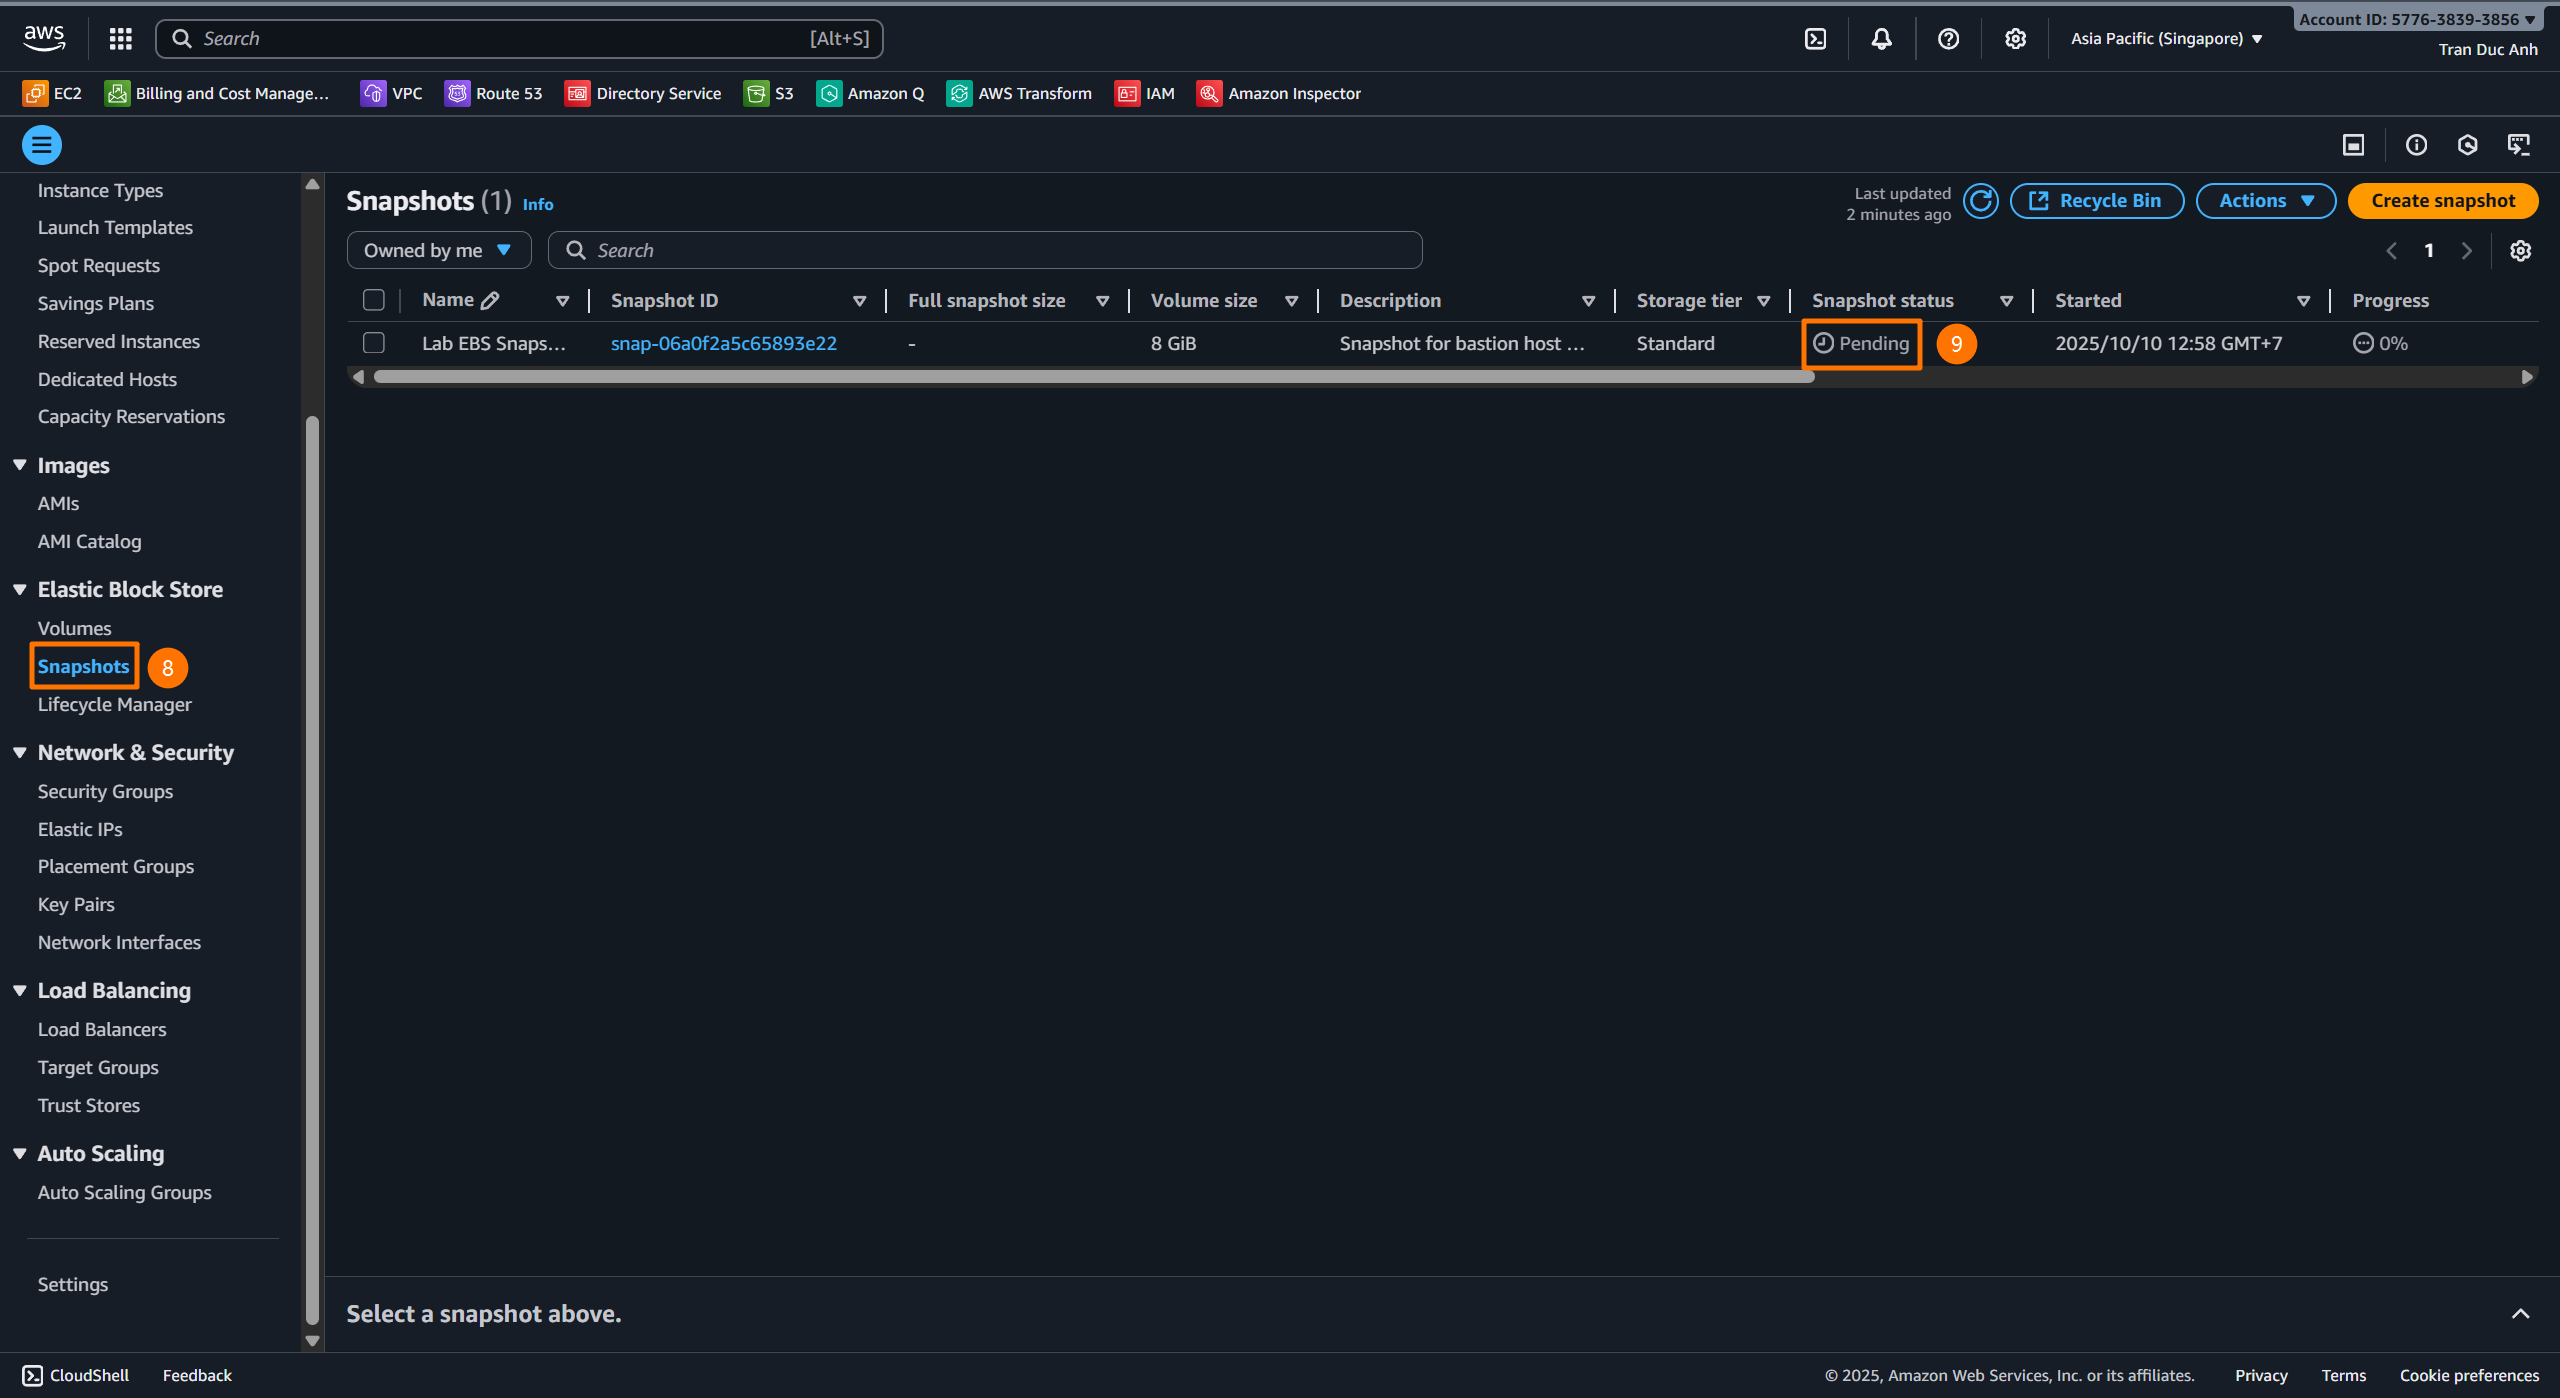 aws
Search
[Alt+S]
Asia Pacific (Singapore)
Account ID: 5776-3839-3856
Tran Duc Anh
EC2
Billing and Cost Manage...
VPC
Route 53
Directory Service
S3
Amazon Q
AWS Transform
IAM
Amazon Inspector
Instance Types
Launch Templates
Spot Requests
Savings Plans
Reserved Instances
Dedicated Hosts
Capacity Reservations
Images
AMIs
AMI Catalog
Elastic Block Store
Volumes
Snapshots
8
Lifecycle Manager
Network & Security
Security Groups
Elastic IPs
Placement Groups
Key Pairs
Network Interfaces
Load Balancing
Load Balancers
Target Groups
Trust Stores
Auto Scaling
Auto Scaling Groups
Settings
Snapshots (1) Info
Last updated
2 minutes ago
Recycle Bin
Actions
Create snapshot
Owned by me
Search
1
Name
Snapshot ID
Full snapshot size
Volume size
Description
Storage tier
Snapshot status
Started
Progress
Lab EBS Snaps...
snap-06a0f2a5c65893e22
-
8 GiB
Snapshot for bastion host ...
Standard
Pending
9
2025/10/10 12:58 GMT+7
0%
Select a snapshot above.
CloudShell
Feedback
© 2025, Amazon Web Services, Inc. or its affiliates.
Privacy
Terms
Cookie preferences